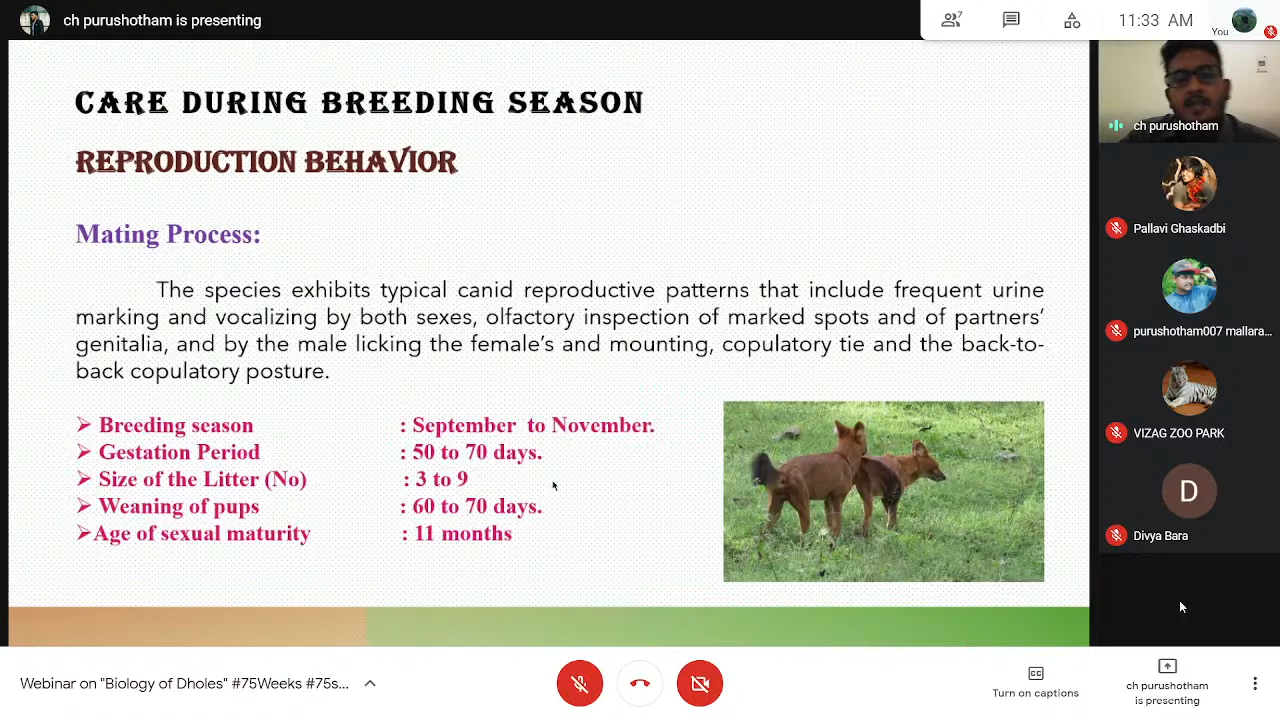 ch purushotham is presenting
7
11:33 AM
You
CARE DURING BREEDING SEASON
REPRODUCTION BEHAVIOR
Mating Process:
The species exhibits typical canid reproductive patterns that include frequent urine
marking and vocalizing by both sexes, olfactory inspection of marked spots and of partners'
genitalia, and by the male licking the female's and mounting, copulatory tie and the back-to-
back copulatory posture.
➢ Breeding season : September to November.
➢ Gestation Period : 50 to 70 days.
➢ Size of the Litter (No) : 3 to 9
➢ Weaning of pups : 60 to 70 days.
➢Age of sexual maturity : 11 months
ch purushotham
Pallavi Ghaskadbi
purushotham007 mallara...
VIZAG ZOO PARK
D
Divya Bara
Webinar on "Biology of Dholes" #75Weeks #75s...
CC
Turn on captions
ch purushotham
is presenting